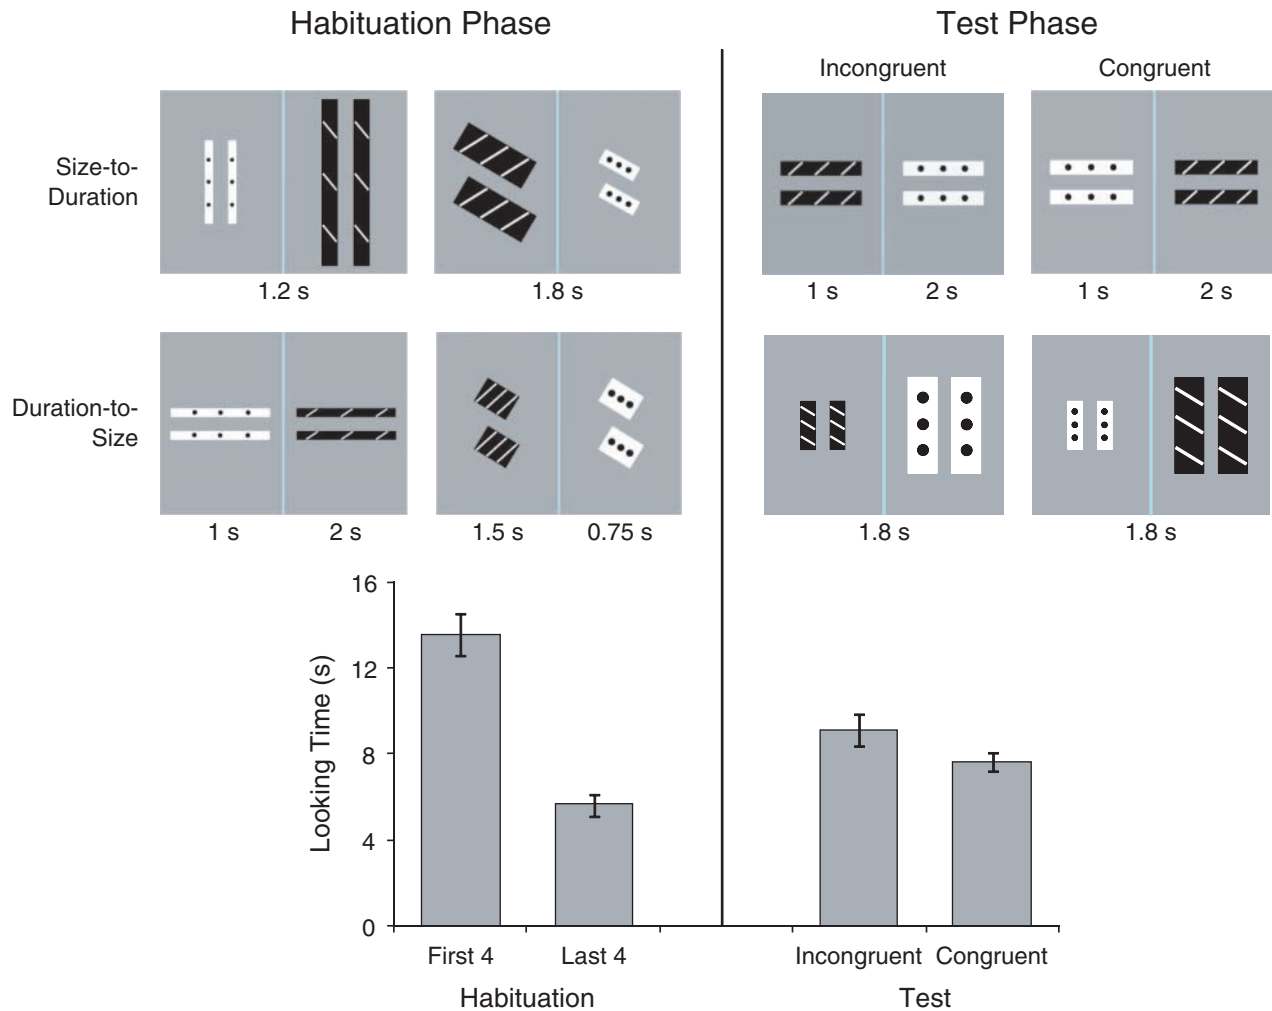 Habituation Phase
Test Phase
Incongruent
Congruent
Size-to-
Duration
1.2 s
1.8 s
1 s
2 s
1 s
2 s
Duration-to-
Size
1 s
2 s
1.5 s
0.75 s
1.8 s
1.8 s
Looking Time (s)
16
12
8
4
0
First 4
Last 4
Incongruent
Congruent
Habituation
Test